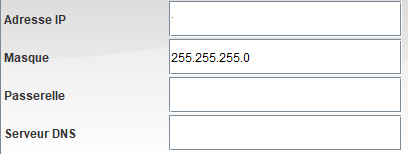 Adresse IP
Masque 255.255.255.0
Passerelle
Serveur DNS